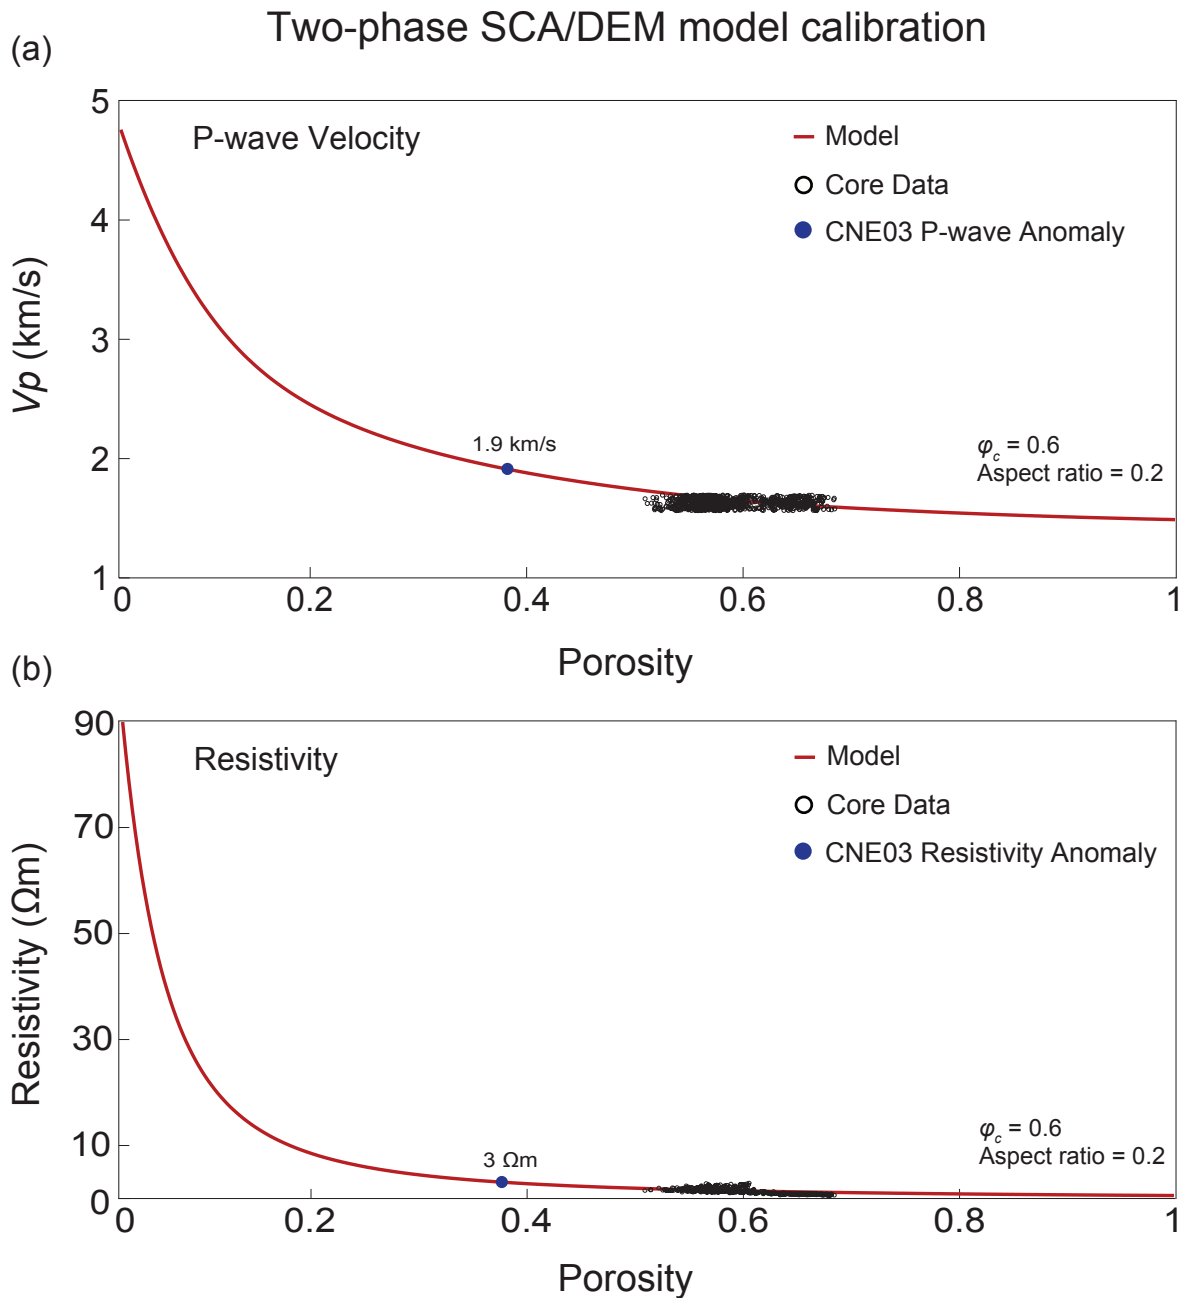 Two-phase SCA/DEM model calibration
(a)
P-wave Velocity
Model
Core Data
CNE03 P-wave Anomaly
5
4
3
2
1
Vp (km/s)
1.9 km/s
φc = 0.6
Aspect ratio = 0.2
0 0.2 0.4 0.6 0.8 1
Porosity
(b)
Resistivity
Model
Core Data
CNE03 Resistivity Anomaly
90
70
50
30
10
0
Resistivity (Ωm)
3 Ωm
φc = 0.6
Aspect ratio = 0.2
0 0.2 0.4 0.6 0.8 1
Porosity